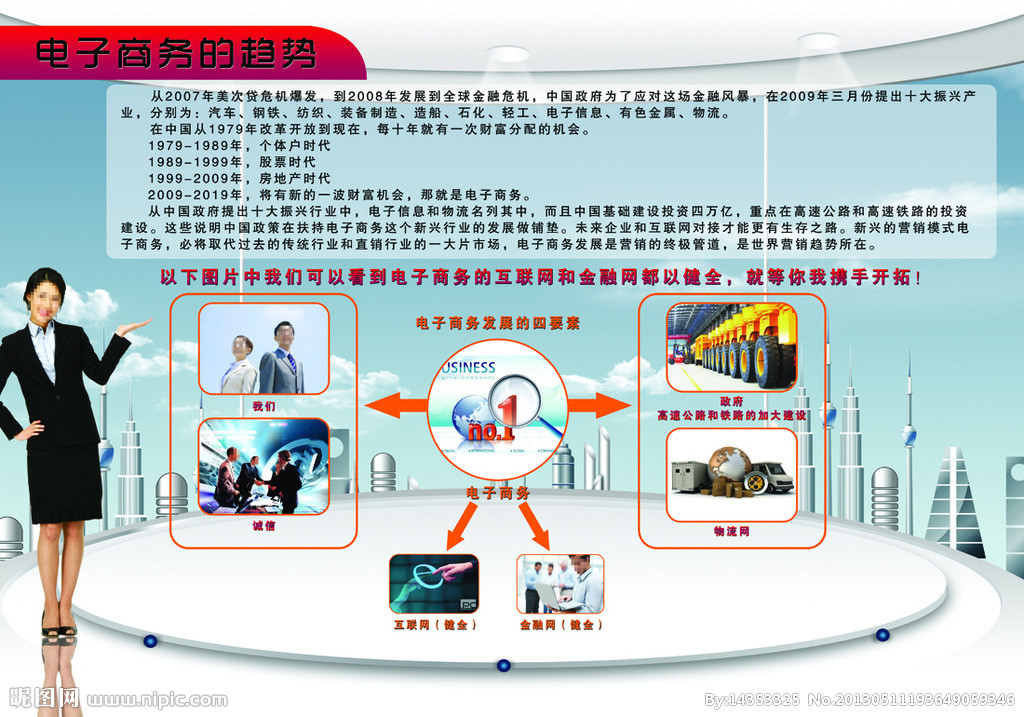 电子商务的趋势
从2007年美次贷危机爆发，到2008年发展到全球金融危机，中国政府为了应对这场金融风暴，在2009年三月份提出十大振兴产
业，分别为：汽车、钢铁、纺织、装备制造、造船、石化、轻工、电子信息、有色金属、物流。
在中国从1979年改革开放到现在，每十年就有一次财富分配的机会。
1979-1989年，个体户时代
1989-1999年，股票时代
1999-2009年，房地产时代
2009-2019年，将有新的一波财富机会，那就是电子商务。
从中国政府提出十大振兴行业中，电子信息和物流名列其中，而且中国基础建设投资四万亿，重点在高速公路和高速铁路的投资
建设。这些说明中国政策在扶持电子商务这个新兴行业的发展做铺垫。未来企业和互联网对接才能更有生存之路。新兴的营销模式电
子商务，必将取代过去的传统行业和直销行业的一大片市场，电子商务发展是营销的终极管道，是世界营销趋势所在。
以下图片中我们可以看到电子商务的互联网和金融网都以健全，就等你我携手开拓！
电子商务发展的四要素
USINESS
1
no.1
我们
诚信
政府
高速公路和铁路的加大建设
物流网
电子商务
PC
互联网（健全）
金融网（健全）
昵图网 www.nipic.com
By:14353325 No.20130511193649059346